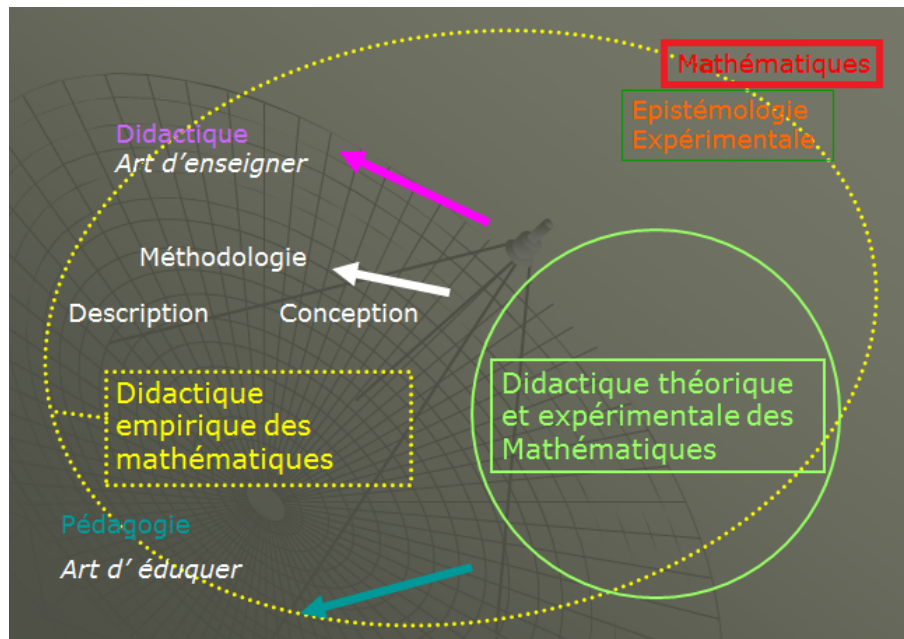 Mathématiques
Epistémologie
Expérimentale
Didactique
Art d’enseigner
Méthodologie
Description
Conception
Didactique
empirique des
mathématiques
Didactique théorique
et expérimentale des
Mathématiques
Pédagogie
Art d’ éduquer